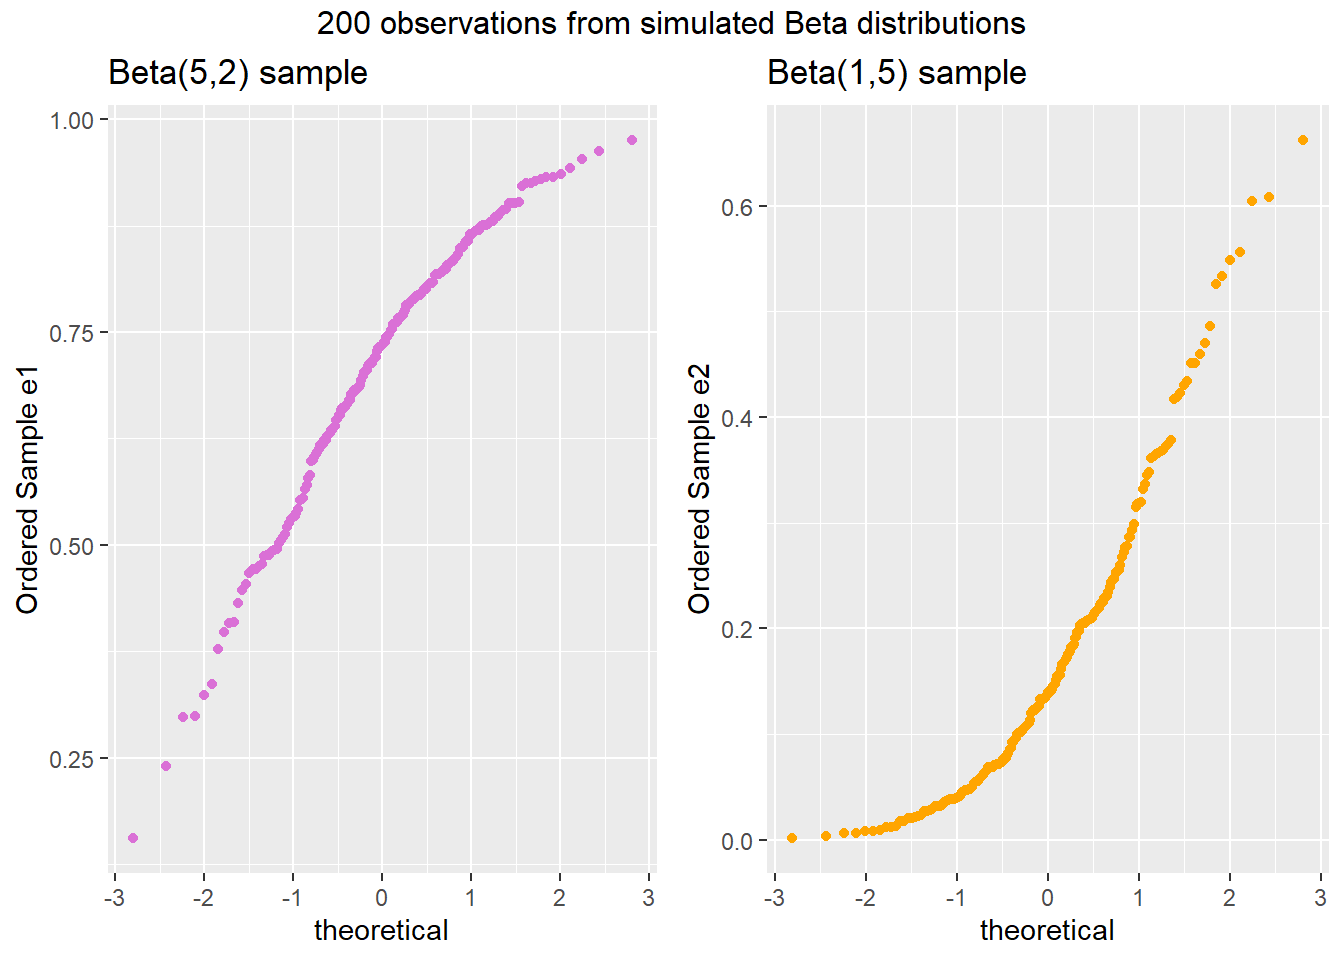 200 observations from simulated Beta distributions
Beta(5,2) sample
1.00
0.75
0.50
0.25
Ordered Sample e1
-3 -2 -1 0 1 2 3
theoretical
Beta(1,5) sample
0.6
0.4
0.2
0.0
Ordered Sample e2
-3 -2 -1 0 1 2 3
theoretical